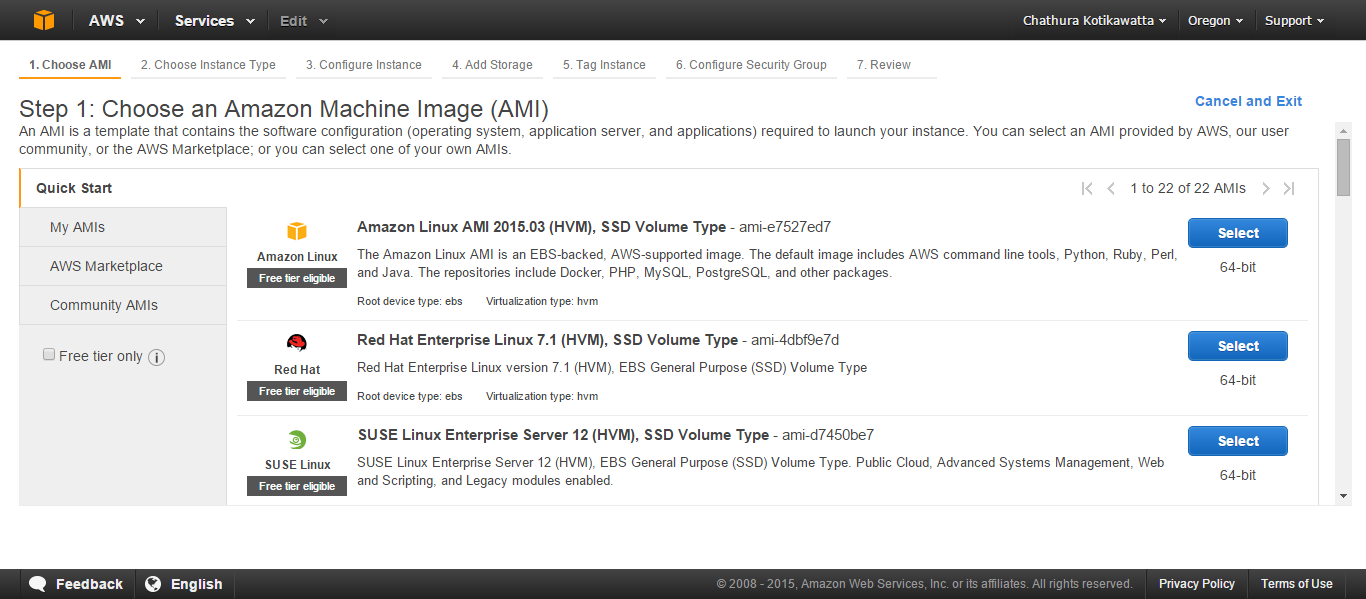 AWS Services Edit Chathura Kotikawatta Oregon Support
1. Choose AMI 2. Choose Instance Type 3. Configure Instance 4. Add Storage 5. Tag Instance 6. Configure Security Group 7. Review
Step 1: Choose an Amazon Machine Image (AMI)
Cancel and Exit
An AMI is a template that contains the software configuration (operating system, application server, and applications) required to launch your instance. You can select an AMI provided by AWS, our user
community, or the AWS Marketplace; or you can select one of your own AMIs.
Quick Start
1 to 22 of 22 AMIs
My AMIs
AWS Marketplace
Community AMIs
Free tier only
Amazon Linux
Free tier eligible
Amazon Linux AMI 2015.03 (HVM), SSD Volume Type - ami-e7527ed7
The Amazon Linux AMI is an EBS-backed, AWS-supported image. The default image includes AWS command line tools, Python, Ruby, Perl,
and Java. The repositories include Docker, PHP, MySQL, PostgreSQL, and other packages.
Root device type: ebs Virtualization type: hvm
Select
64-bit
Red Hat
Free tier eligible
Red Hat Enterprise Linux 7.1 (HVM), SSD Volume Type - ami-4dbf9e7d
Red Hat Enterprise Linux version 7.1 (HVM), EBS General Purpose (SSD) Volume Type
Root device type: ebs Virtualization type: hvm
Select
64-bit
SUSE Linux
Free tier eligible
SUSE Linux Enterprise Server 12 (HVM), SSD Volume Type - ami-d7450be7
SUSE Linux Enterprise Server 12 (HVM), EBS General Purpose (SSD) Volume Type. Public Cloud, Advanced Systems Management, Web
and Scripting, and Legacy modules enabled.
Select
64-bit
Feedback English © 2008 - 2015, Amazon Web Services, Inc. or its affiliates. All rights reserved. Privacy Policy Terms of Use